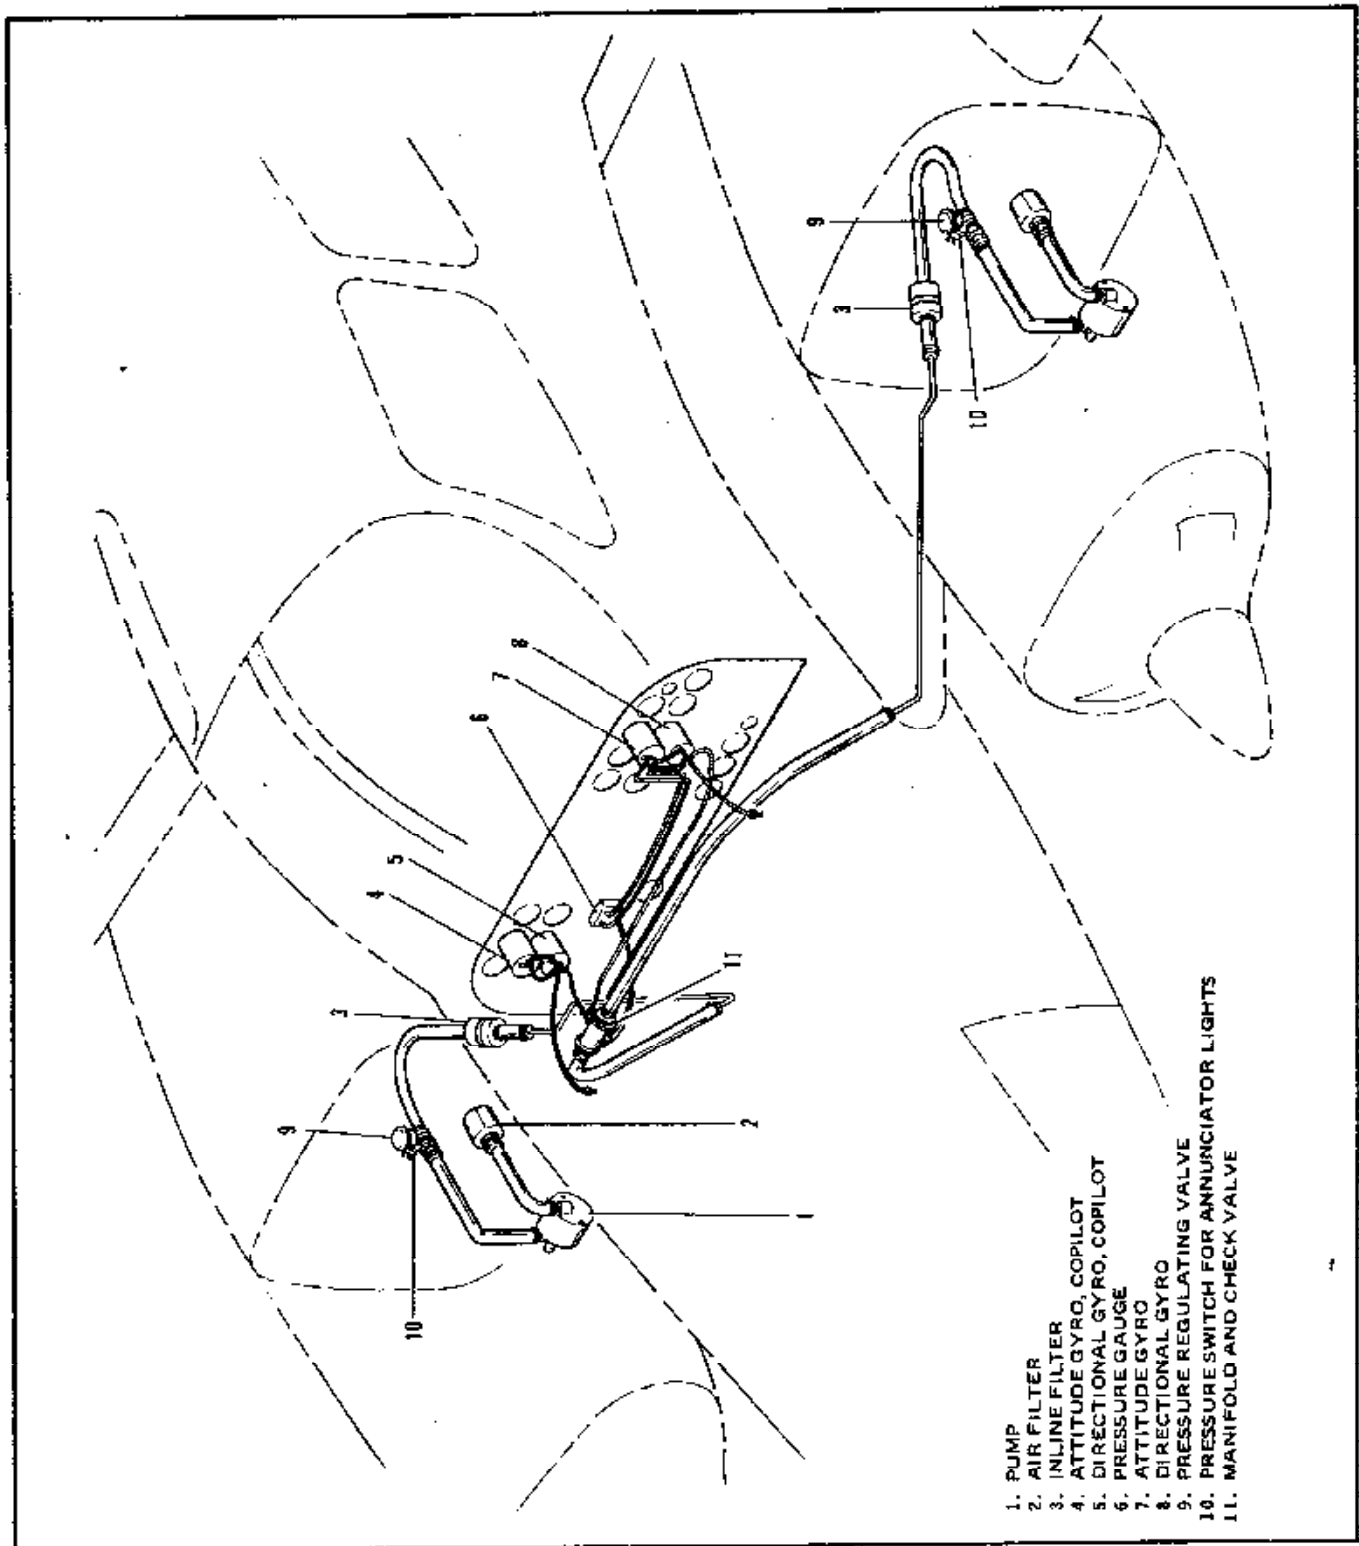 9
3
10
8
7
6
5
4
11
3
9
2
1
10
1. PUMP
2. AIR FILTER
3. INLINE FILTER
4. ATTITUDE GYRO, COPILOT
5. DIRECTIONAL GYRO, COPILOT
6. PRESSURE GAUGE
7. ATTITUDE GYRO
8. DIRECTIONAL GYRO
9. PRESSURE REGULATING VALVE
10. PRESSURE SWITCH FOR ANNUNCIATOR LIGHTS
11. MANIFOLD AND CHECK VALVE